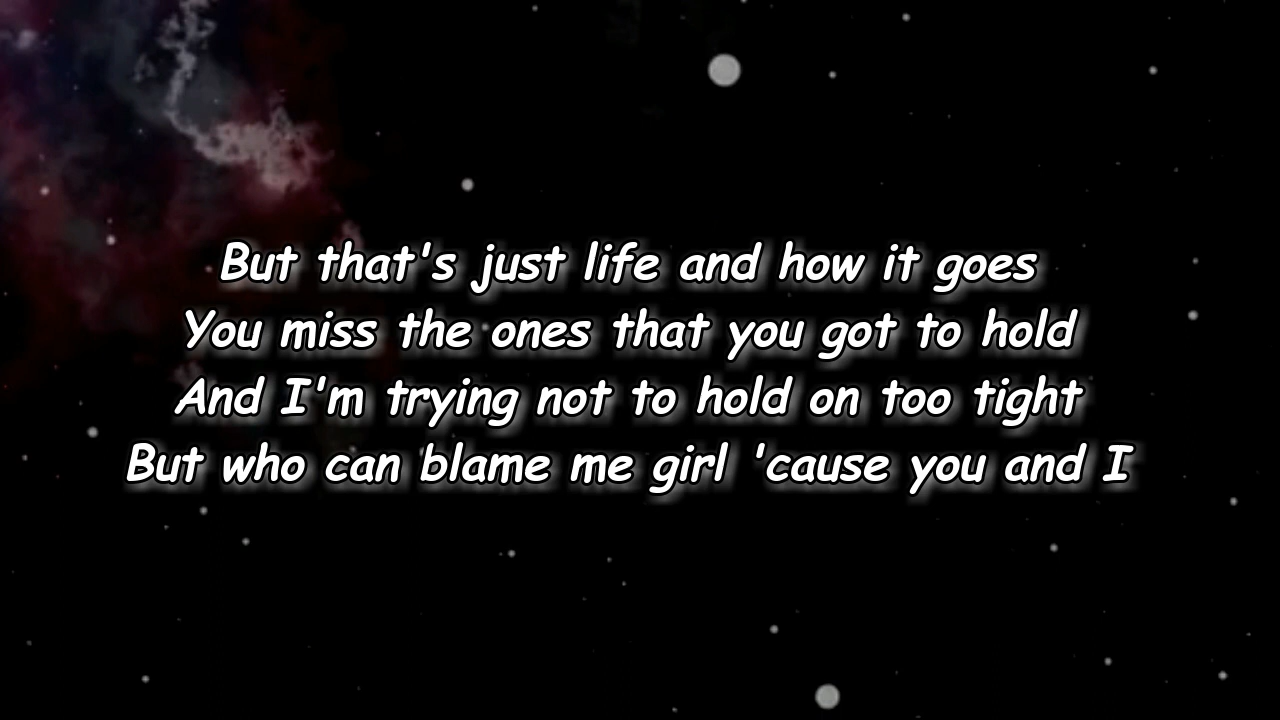 But that's just life and how it goes
You miss the ones that you got to hold
And I'm trying not to hold on too tight
But who can blame me girl 'cause you and I